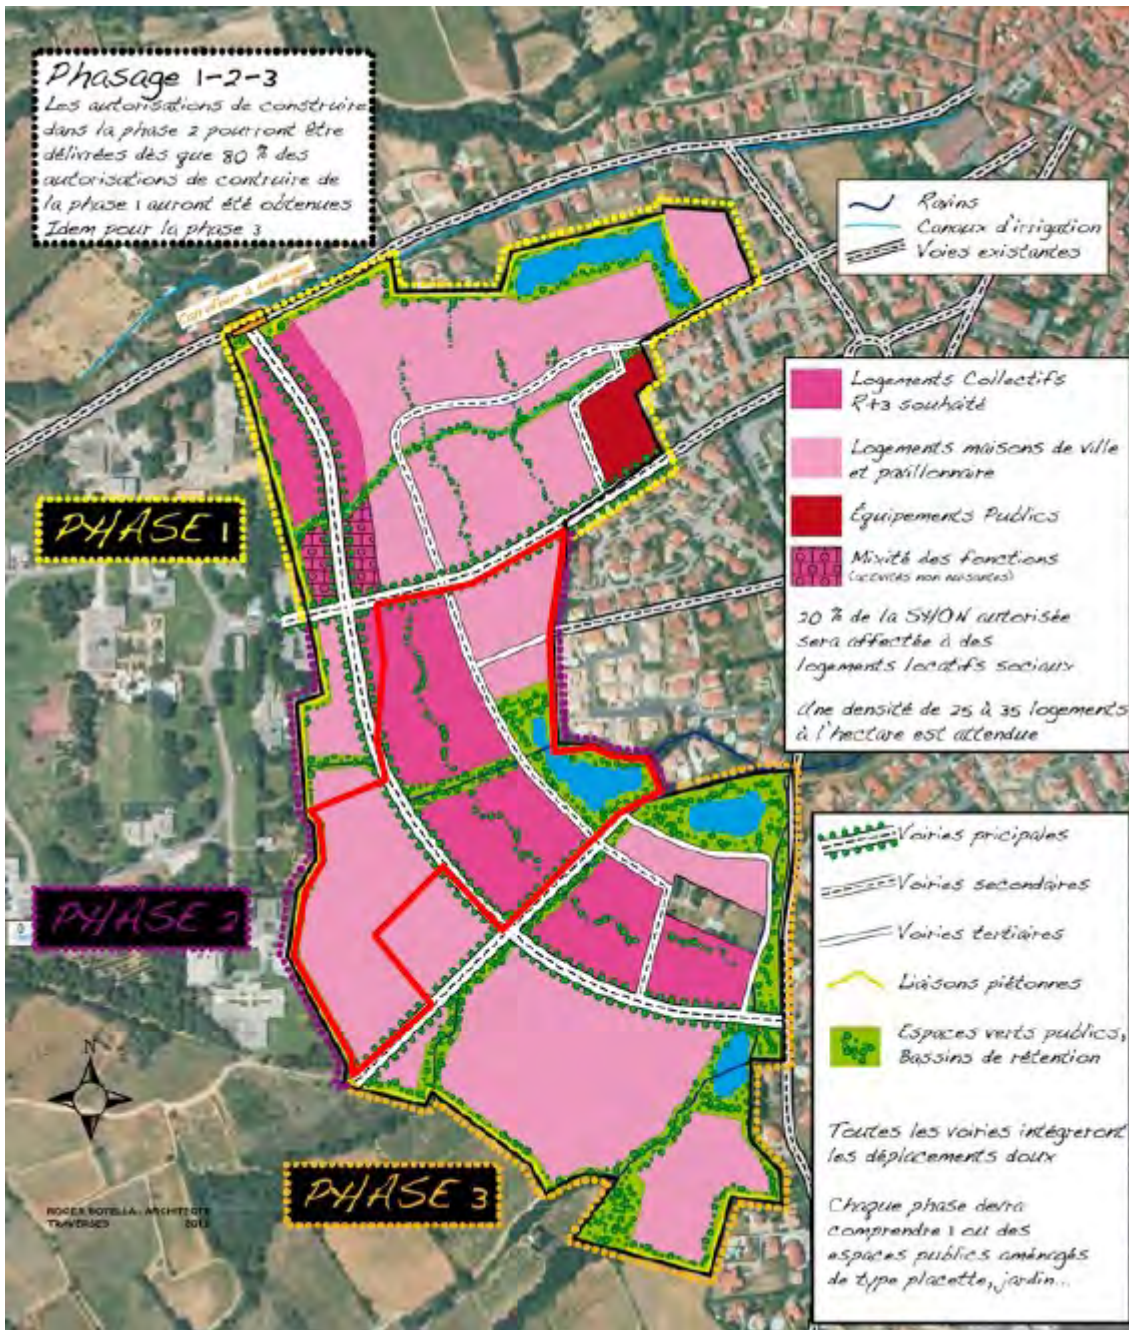 Phasage 1-2-3
Les autorisations de construire
dans la phase 2 pourront être
délivrées dès que 80 % des
autorisations de contruire de
la phase 1 auront été obtenues
Idem pour la phase 3
Ravins
Canaux d'irrigation
Voies existantes
Carrefour à
Logements Collectifs
R+3 souhaité
Logements maisons de ville
et pavillonnaire
Équipements Publics
Mixité des fonctions
(activités non nuisantes)
20 % de la SHON autorisée
sera affectée à des
logements locatifs sociaux
Une densité de 25 à 35 logements
à l'hectare est attendue
PHASE 1
PHASE 2
PHASE 3
Voiries pricipales
Voiries secondaires
Voiries tertiaires
Liaisons piétonnes
Espaces verts publics,
Bassins de rétention
Toutes les voiries intégreront
les déplacements doux
Chaque phase devra
comprendre 1 ou des
espaces publics aménagés
de type placette, jardin...
N
ROGER BOTELLA: ARCHITECTE
TRAVERSES